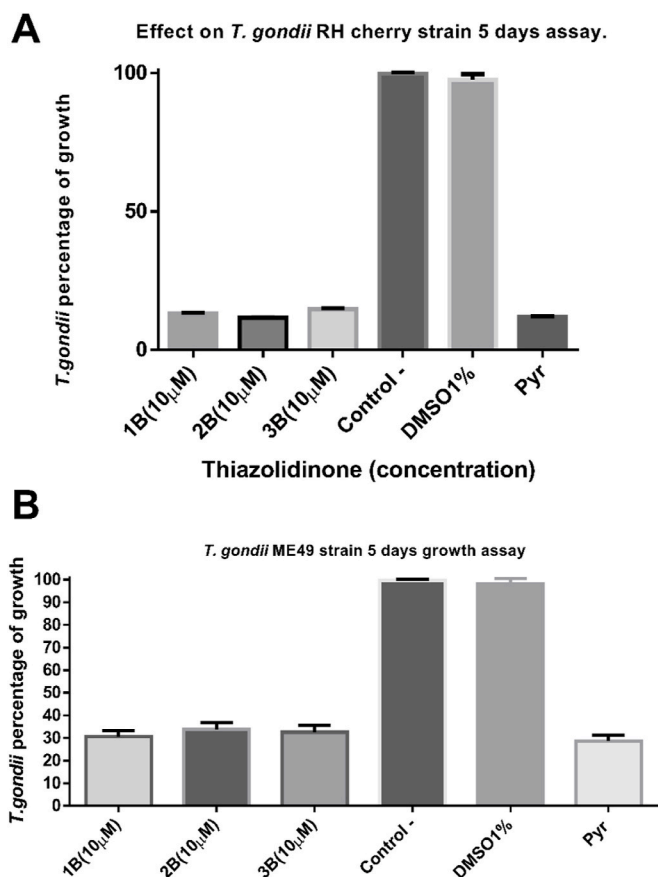 A
Effect on T. gondii RH cherry strain 5 days assay.
T.gondii percentage of growth
100
50
0
1B(10μM)
2B(10μM)
3B(10μM)
Control -
DMSO1%
Pyr
Thiazolidinone (concentration)
B
T. gondii ME49 strain 5 days growth assay
T.gondii percentage of growth
100
90
80
70
60
50
40
30
20
10
0
1B(10μM)
2B(10μM)
3B(10μM)
Control -
DMSO1%
Pyr